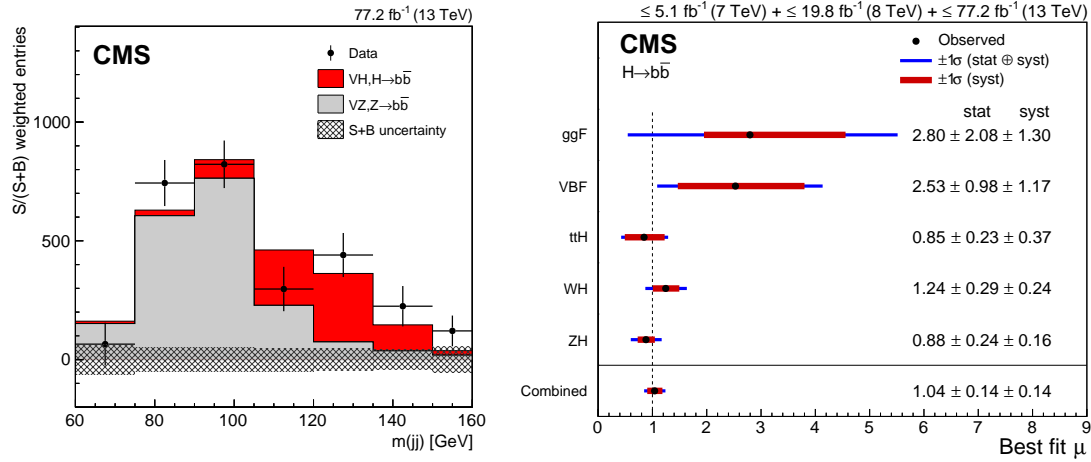 77.2 fb⁻¹ (13 TeV)
CMS
Data
VH,H→bb̅
VZ,Z→bb̅
S+B uncertainty
S/(S+B) weighted entries
1000
500
0
60 80 100 120 140 160
m(jj) [GeV]
≤ 5.1 fb⁻¹ (7 TeV) + ≤ 19.8 fb⁻¹ (8 TeV) + ≤ 77.2 fb⁻¹ (13 TeV)
CMS
H→bb̅
Observed
±1σ (stat ⊕ syst)
±1σ (syst)
stat syst
ggF 2.80 ± 2.08 ± 1.30
VBF 2.53 ± 0.98 ± 1.17
ttH 0.85 ± 0.23 ± 0.37
WH 1.24 ± 0.29 ± 0.24
ZH 0.88 ± 0.24 ± 0.16
Combined 1.04 ± 0.14 ± 0.14
0 1 2 3 4 5 6 7 8 9
Best fit μ